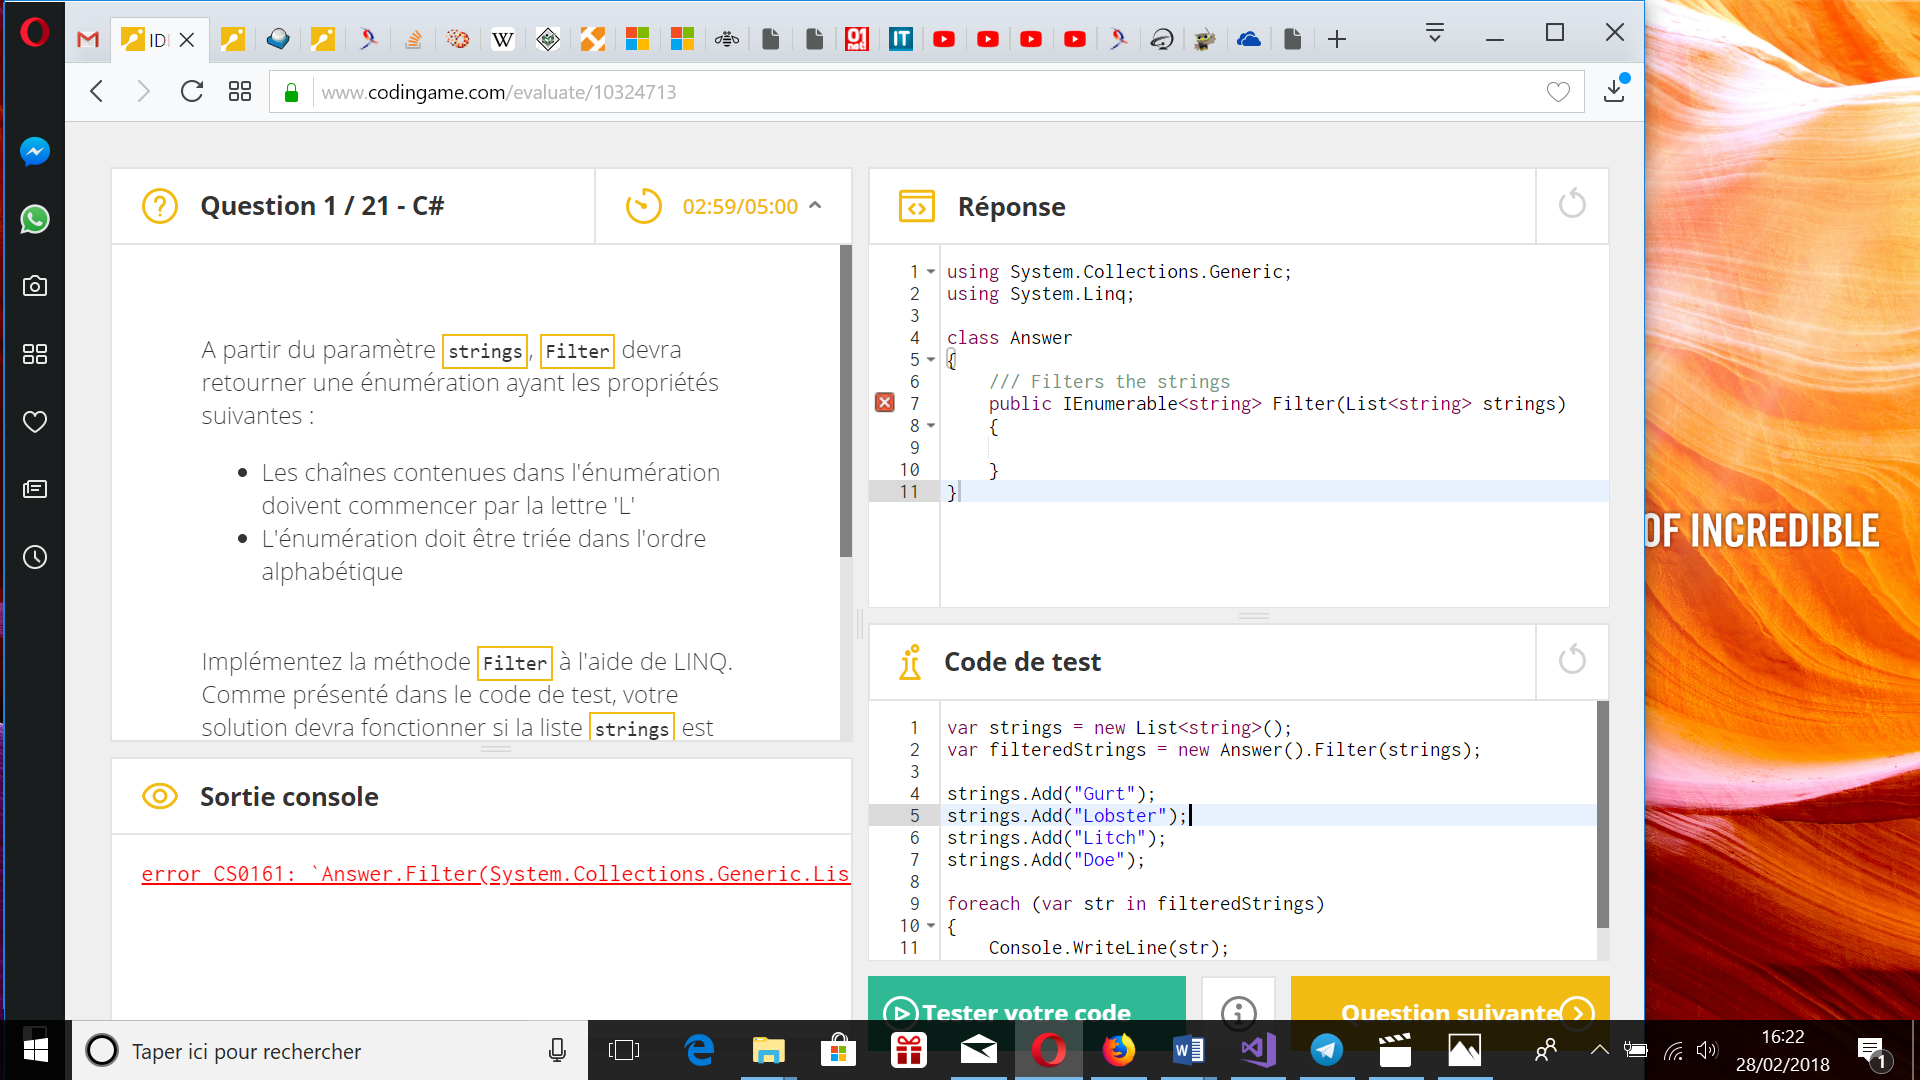 IDE
W
01 net
IT
www.codingame.com/evaluate/10324713
Question 1 / 21 - C#
02:59/05:00
A partir du paramètre strings, Filter devra
retourner une énumération ayant les propriétés
suivantes :
Les chaînes contenues dans l'énumération
doivent commencer par la lettre 'L'
L'énumération doit être triée dans l'ordre
alphabétique
Implémentez la méthode Filter à l'aide de LINQ.
Comme présenté dans le code de test, votre
solution devra fonctionner si la liste strings est
Sortie console
error CS0161: `Answer.Filter(System.Collections.Generic.Lis
Réponse
1 using System.Collections.Generic;
2 using System.Linq;
3
4 class Answer
5 {
6 /// Filters the strings
7 public IEnumerable<string> Filter(List<string> strings)
8 {
9
10 }
11 }
Code de test
1 var strings = new List<string>();
2 var filteredStrings = new Answer().Filter(strings);
3
4 strings.Add("Gurt");
5 strings.Add("Lobster");
6 strings.Add("Litch");
7 strings.Add("Doe");
8
9 foreach (var str in filteredStrings)
10 {
11 Console.WriteLine(str);
Tester votre code
Question suivante
OF INCREDIBLE
Taper ici pour rechercher
16:22
28/02/2018
1